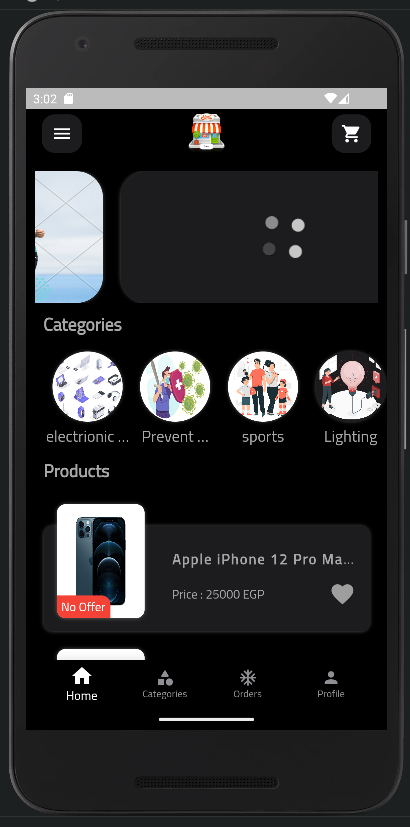 3:02
Categories
electrionic ...
Prevent ...
sports
Lighting
Products
Apple iPhone 12 Pro Ma...
Price : 25000 EGP
No Offer
Home
Categories
Orders
Profile